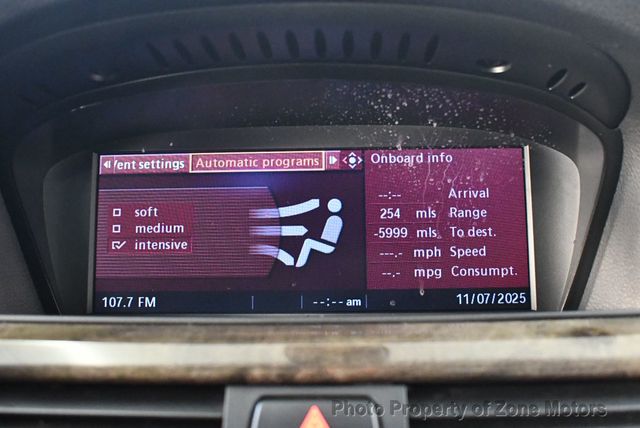 Vent settings Automatic programs
soft
medium
intensive
Onboard info
--:-- Arrival
254 mls Range
-5999 mls To dest.
---.- mph Speed
--.- mpg Consumpt.
107.7 FM --:-- am 11/07/2025
Photo Property of Zone Motors